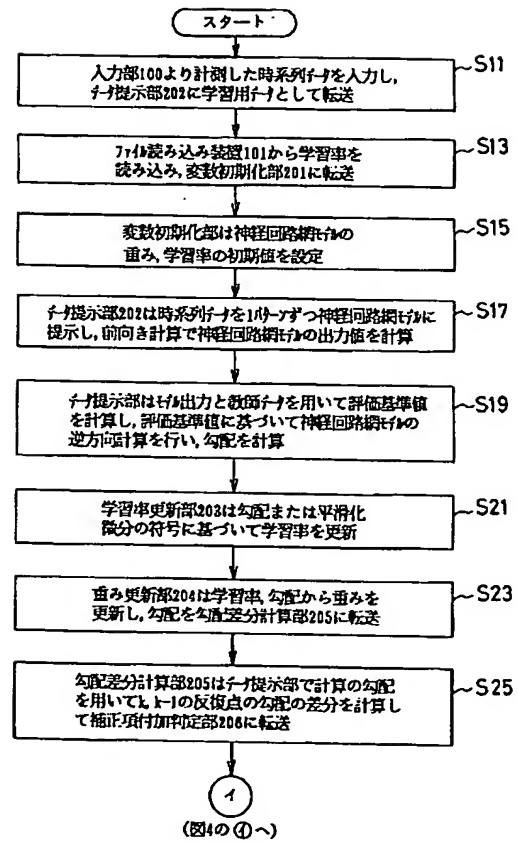 スタート
入力部100より計測した時系列データを入力し,
データ提示部202に学習用データとして転送
S11
ファイル読み込み装置101から学習率を
読み込み,変数初期化部201に転送
S13
変数初期化部は神経回路網モデルの
重み,学習率の初期値を設定
S15
データ提示部202は時系列データを1パターンずつ神経回路網モデルに
提示し,前向き計算で神経回路網モデルの出力値を計算
S17
データ提示部はモデル出力と教師データを用いて評価基準値
を計算し,評価基準値に基づいて神経回路網モデルの
逆方向計算を行い,勾配を計算
S19
学習率更新部203は勾配または平滑化
微分の符号に基づいて学習率を更新
S21
重み更新部204は学習率,勾配から重みを
更新し,勾配を勾配差分計算部205に転送
S23
勾配差分計算部205はデータ提示部で計算の勾配
を用いてk, k-1の反復点の勾配の差分を計算し
て補正項付加判定部206に転送
S25
イ
(図4の㋑へ)